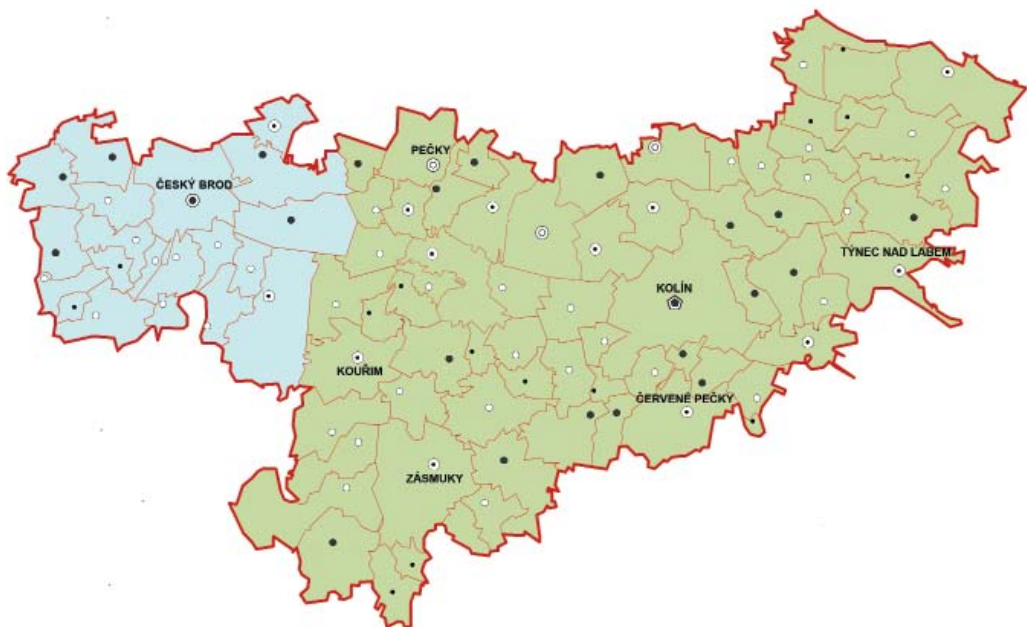 PEČKY
ČESKÝ BROD
TÝNEC NAD LABEM
KOLÍN
KOUŘIM
ČERVENÉ PEČKY
ZÁSMUKY